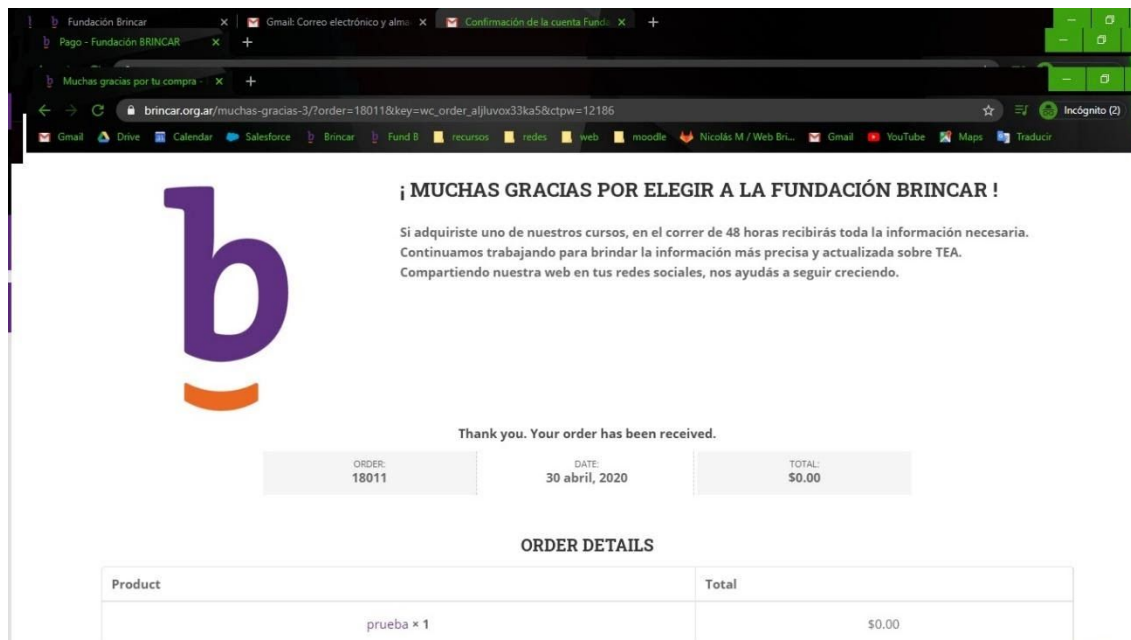 Fundación Brincar
Gmail: Correo electrónico y alma
Confirmación de la cuenta Funda
Pago - Fundación BRINCAR
Muchas gracias por tu compra -
brincar.org.ar/muchas-gracias-3/?order=18011&key=wc_order_aljluvox33ka5&ctpw=12186
Incógnito (2)
Gmail Drive Calendar Salesforce Brincar Fund B recursos redes web moodle Nicolás M / Web Bri... Gmail YouTube Maps Traducir
b
¡ MUCHAS GRACIAS POR ELEGIR A LA FUNDACIÓN BRINCAR !
Si adquiriste uno de nuestros cursos, en el correr de 48 horas recibirás toda la información necesaria.
Continuamos trabajando para brindar la información más precisa y actualizada sobre TEA.
Compartiendo nuestra web en tus redes sociales, nos ayudás a seguir creciendo.
Thank you. Your order has been received.
ORDER: DATE: TOTAL:
18011 30 abril, 2020 $0.00
ORDER DETAILS
Product Total
prueba × 1 $0.00